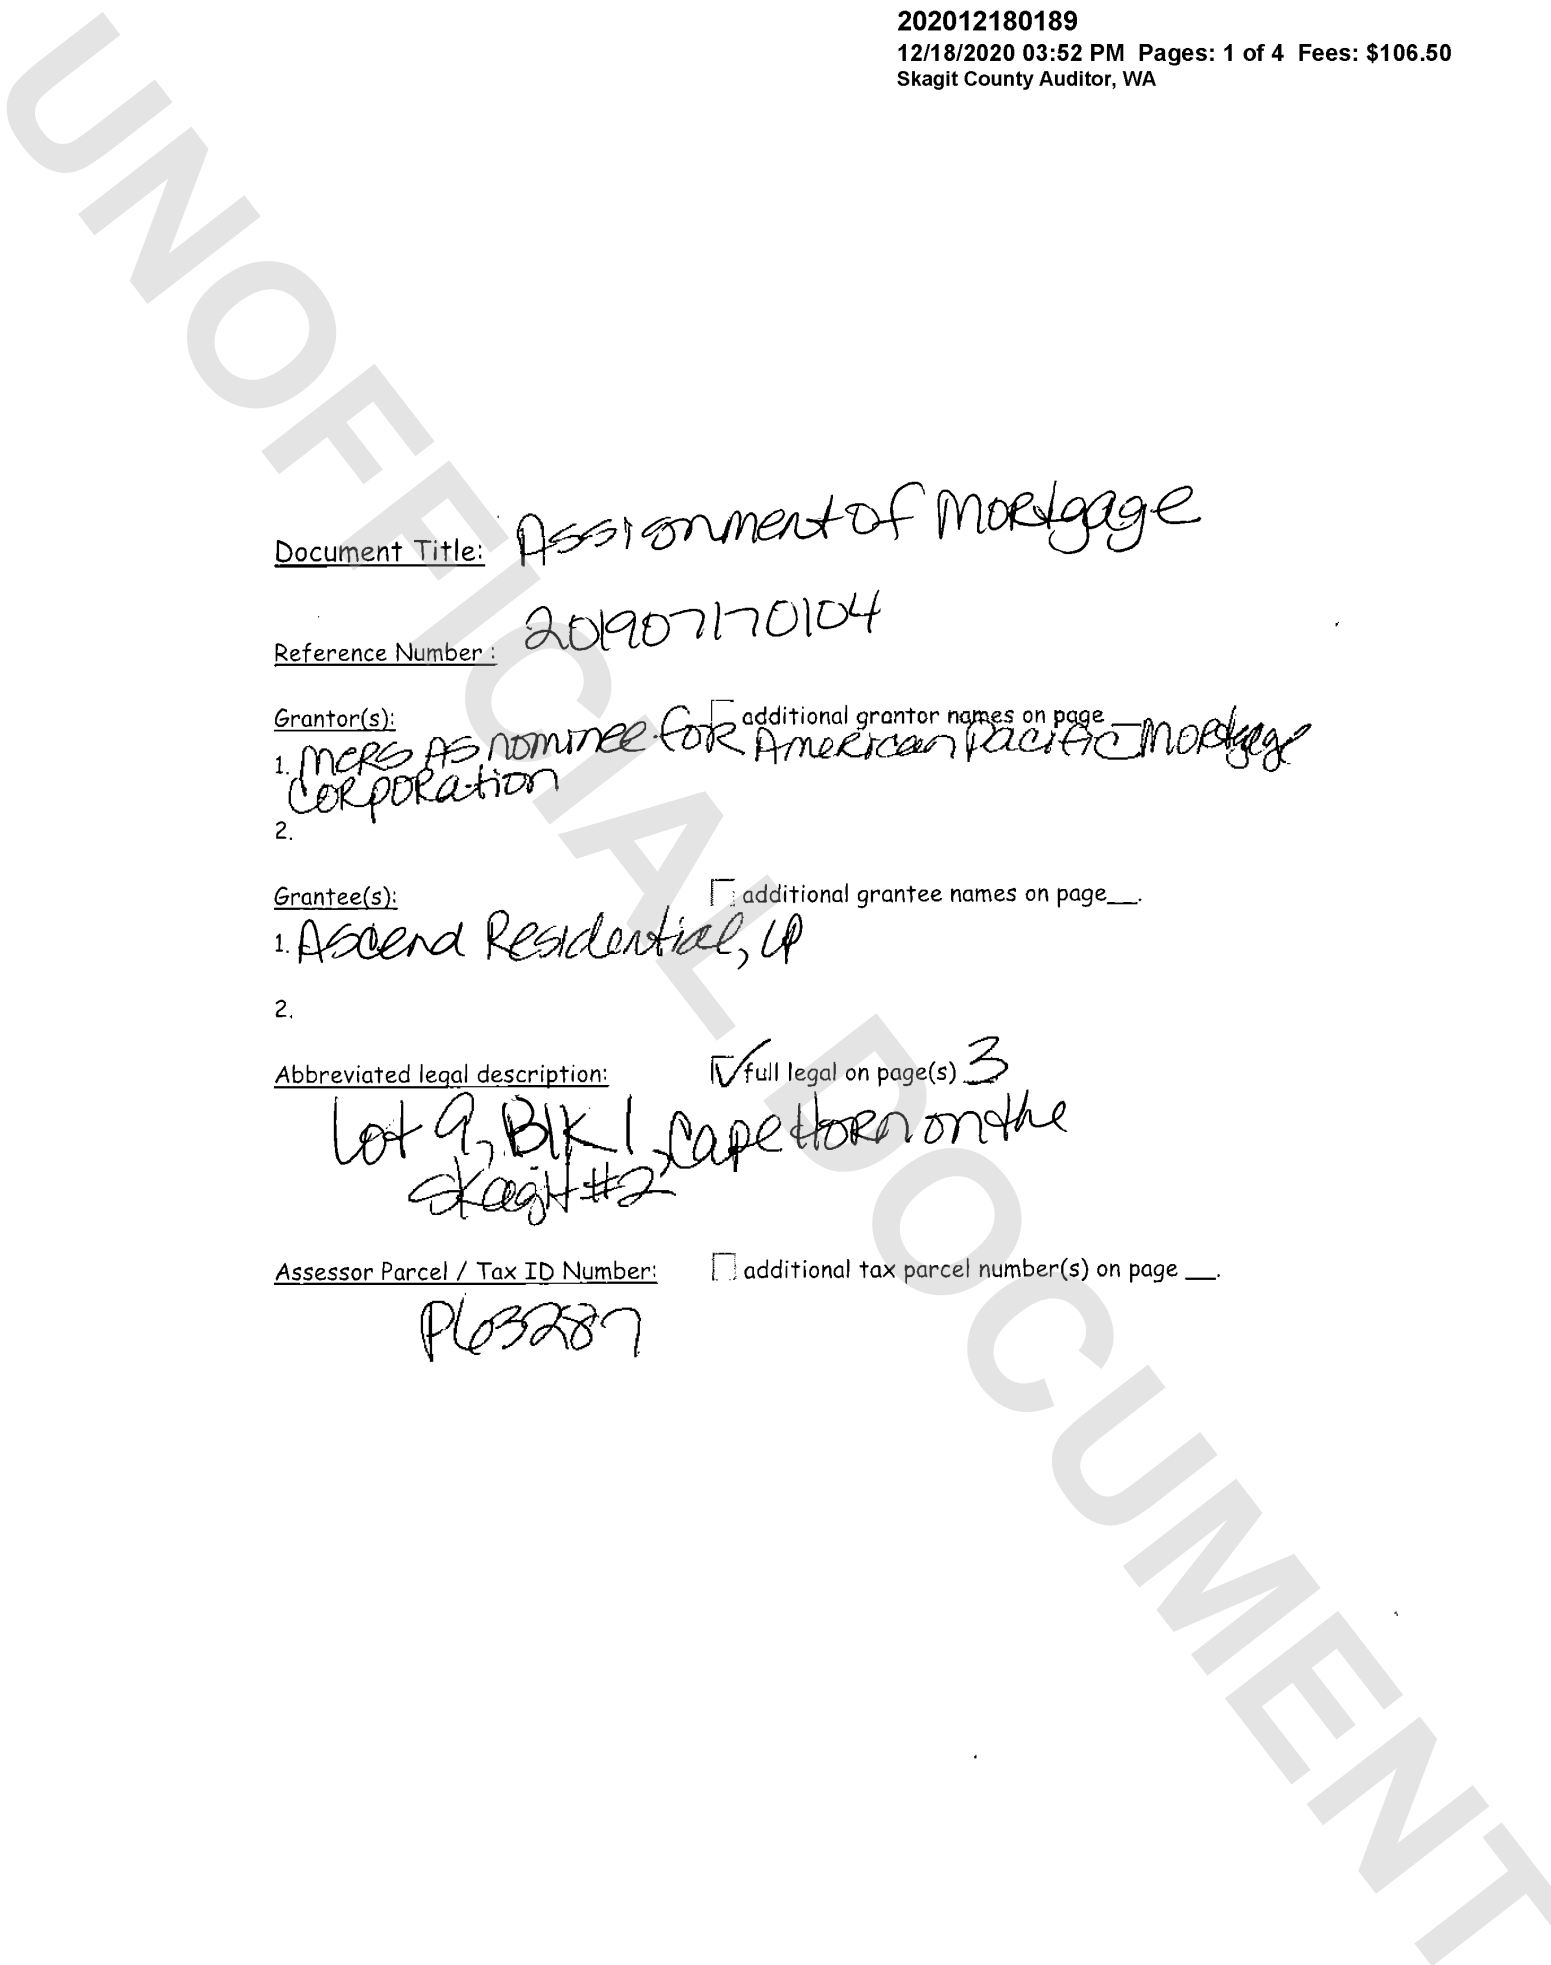 202012180189
12/18/2020 03:52 PM Pages: 1 of 4 Fees: $106.50
Skagit County Auditor, WA
UNOFFICIAL DOCUMENT
Document Title: Assignment of Mortgage
Reference Number : 201907170104
Grantor(s): additional grantor names on page __.
1. MERS AS nominee for American Pacific Mortgage
Corporation
2.
Grantee(s): additional grantee names on page__.
1. Ascend Residential, LP
2.
Abbreviated legal description: ✓ full legal on page(s) 3
Lot 9, Blk 1, Cape Horn on the
Skagit #2
Assessor Parcel / Tax ID Number: additional tax parcel number(s) on page __.
P63287